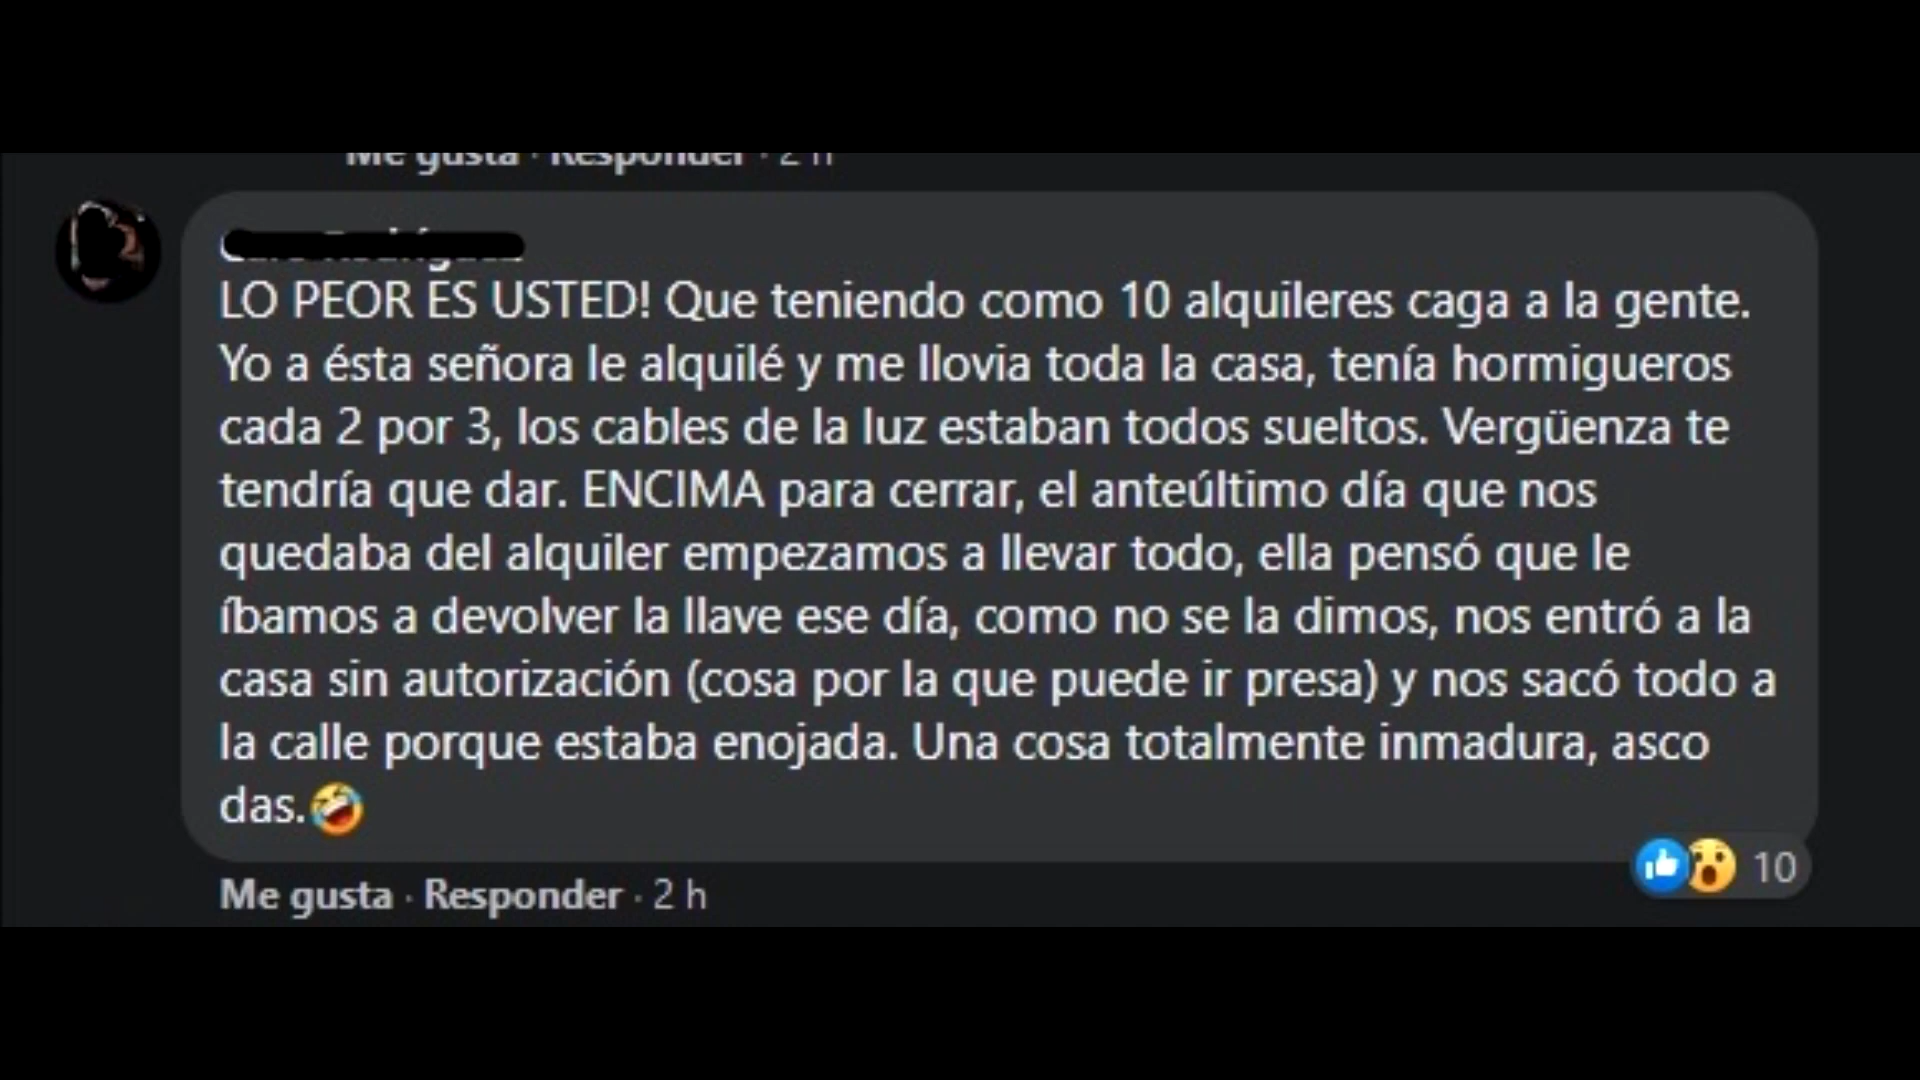 Me gusta · Responder · 2 h
LO PEOR ES USTED! Que teniendo como 10 alquileres caga a la gente.
Yo a ésta señora le alquilé y me llovia toda la casa, tenía hormigueros
cada 2 por 3, los cables de la luz estaban todos sueltos. Vergüenza te
tendría que dar. ENCIMA para cerrar, el anteúltimo día que nos
quedaba del alquiler empezamos a llevar todo, ella pensó que le
íbamos a devolver la llave ese día, como no se la dimos, nos entró a la
casa sin autorización (cosa por la que puede ir presa) y nos sacó todo a
la calle porque estaba enojada. Una cosa totalmente inmadura, asco
das.🤣
10
Me gusta · Responder · 2 h